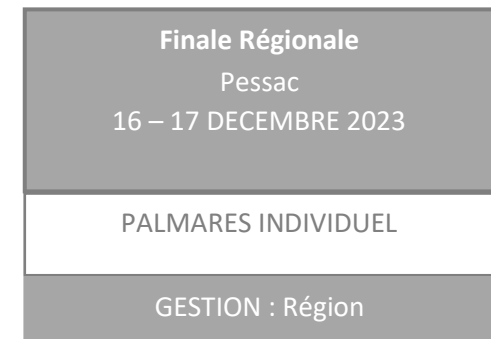 Finale Régionale
Pessac
16 – 17 DECEMBRE 2023
PALMARES INDIVIDUEL
GESTION : Région